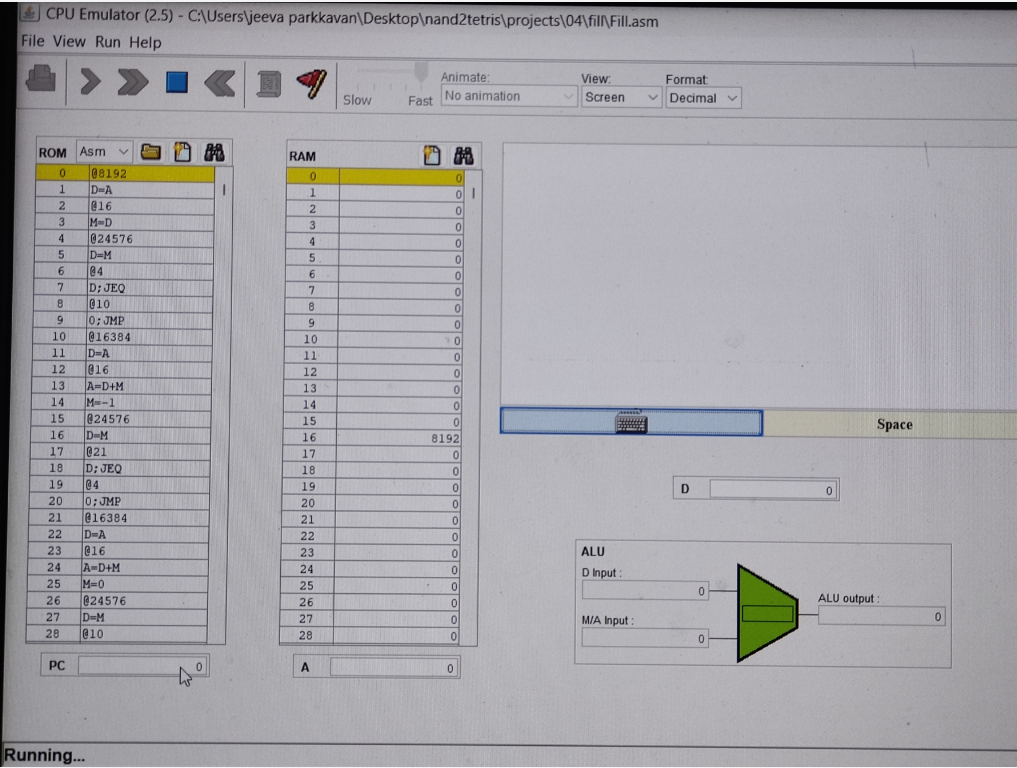 CPU Emulator (2.5) - C:\Users\jeeva parkkavan\Desktop\nand2tetris\projects\04\fill\Fill.asm
File View Run Help
Slow Fast
Animate:
No animation
View:
Screen
Format:
Decimal
ROM Asm
0 @8192
1 D=A
2 @16
3 M=D
4 @24576
5 D=M
6 @4
7 D;JEQ
8 @10
9 0;JMP
10 @16384
11 D=A
12 @16
13 A=D+M
14 M=-1
15 @24576
16 D=M
17 @21
18 D;JEQ
19 @4
20 0;JMP
21 @16384
22 D=A
23 @16
24 A=D+M
25 M=0
26 @24576
27 D=M
28 @10
PC 0
RAM
0 0
1 0
2 0
3 0
4 0
5 0
6 0
7 0
8 0
9 0
10 0
11 0
12 0
13 0
14 0
15 0
16 8192
17 0
18 0
19 0
20 0
21 0
22 0
23 0
24 0
25 0
26 0
27 0
28 0
A 0
Space
D 0
ALU
D Input :
0
M/A Input :
0
ALU output :
0
Running...